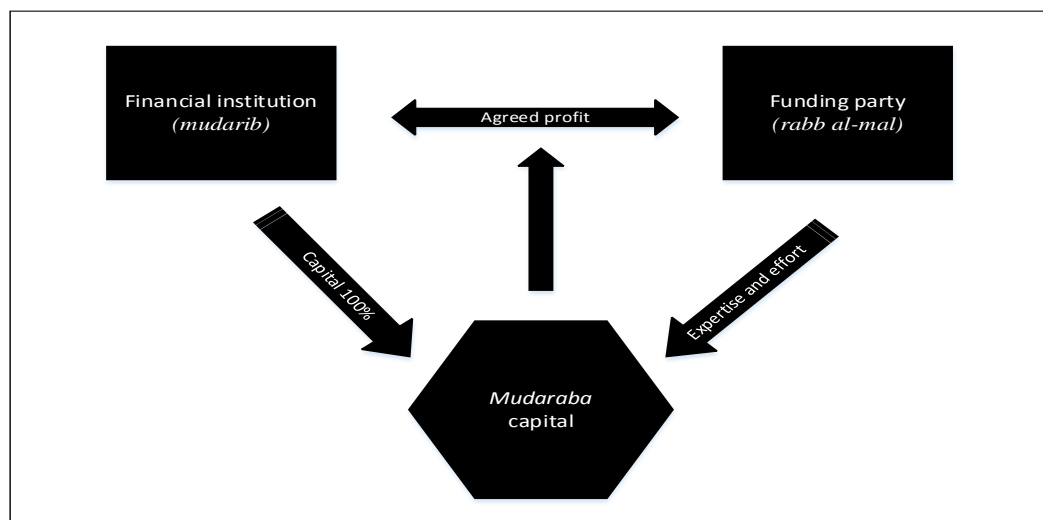 Financial institution
(mudarib)
Agreed profit
Funding party
(rabb al-mal)
Capital 100%
Expertise and effort
Mudaraba
capital